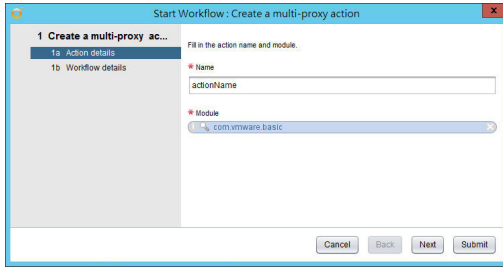 Start Workflow : Create a multi-proxy action
x
1 Create a multi-proxy ac...
1a Action details
1b Workflow details
Fill in the action name and module.
* Name
actionName
* Module
com.vmware.basic
Cancel Back Next Submit